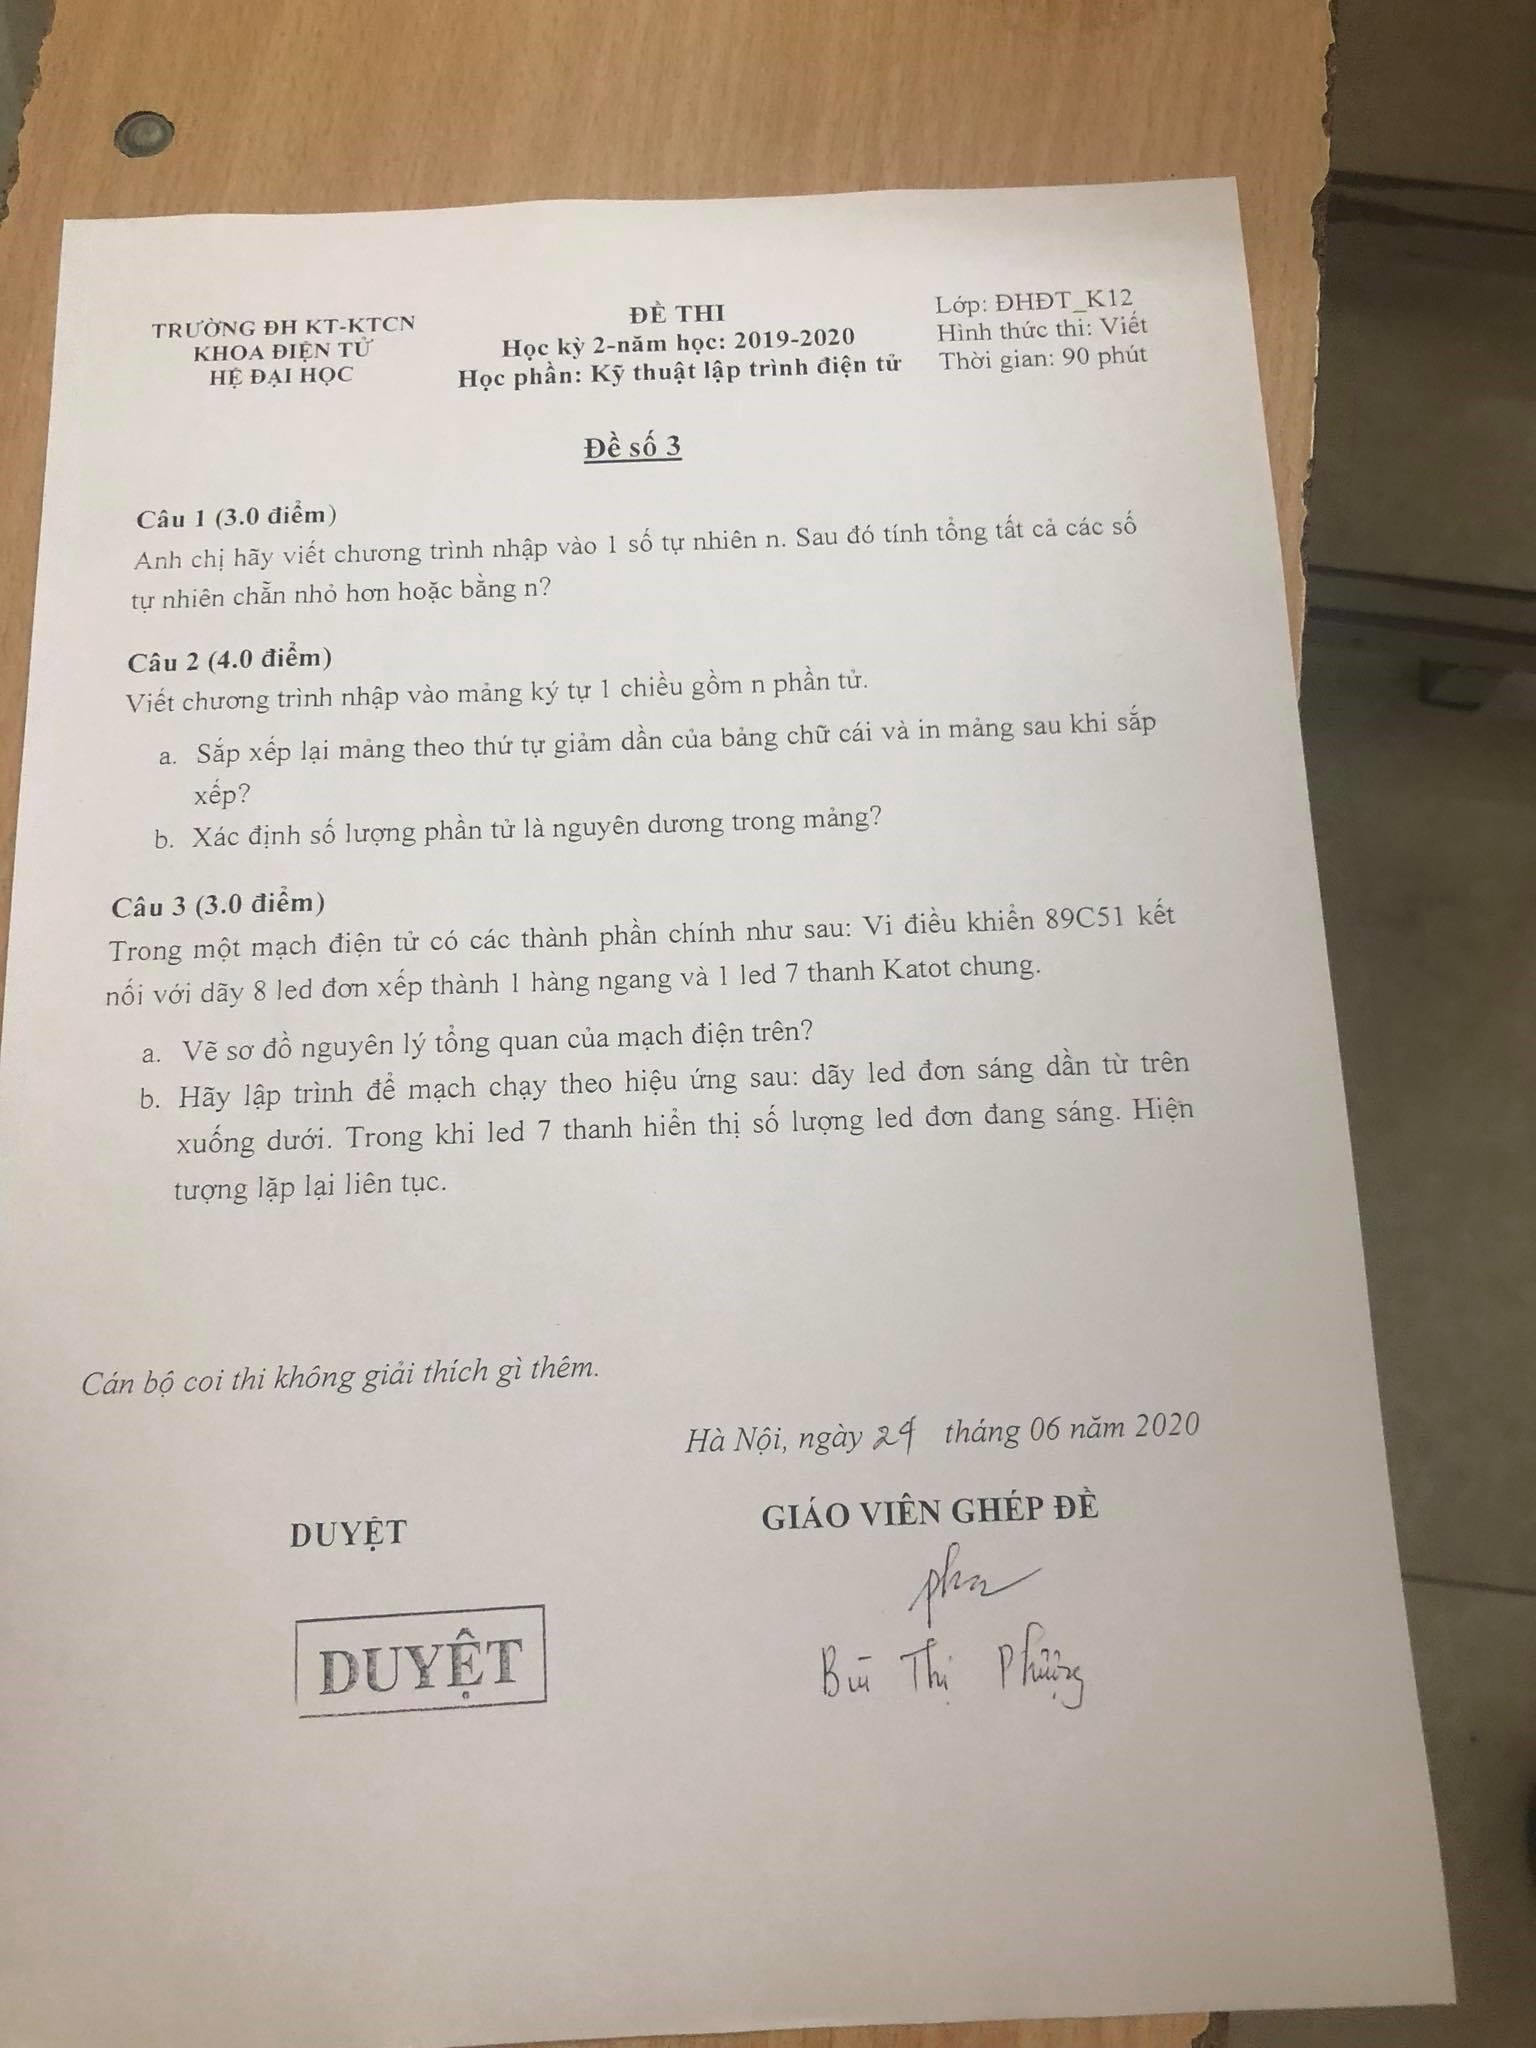 TRƯỜNG ĐH KT-KTCN
KHOA ĐIỆN TỬ
HỆ ĐẠI HỌC
ĐỀ THI
Học kỳ 2-năm học: 2019-2020
Học phần: Kỹ thuật lập trình điện tử
Lớp: ĐHĐT_K12
Hình thức thi: Viết
Thời gian: 90 phút
Đề số 3
Câu 1 (3.0 điểm)
Anh chị hãy viết chương trình nhập vào 1 số tự nhiên n. Sau đó tính tổng tất cả các số
tự nhiên chẵn nhỏ hơn hoặc bằng n?
Câu 2 (4.0 điểm)
Viết chương trình nhập vào mảng ký tự 1 chiều gồm n phần tử.
a. Sắp xếp lại mảng theo thứ tự giảm dần của bảng chữ cái và in mảng sau khi sắp
xếp?
b. Xác định số lượng phần tử là nguyên dương trong mảng?
Câu 3 (3.0 điểm)
Trong một mạch điện tử có các thành phần chính như sau: Vi điều khiển 89C51 kết
nối với dãy 8 led đơn xếp thành 1 hàng ngang và 1 led 7 thanh Katot chung.
a. Vẽ sơ đồ nguyên lý tổng quan của mạch điện trên?
b. Hãy lập trình để mạch chạy theo hiệu ứng sau: dãy led đơn sáng dần từ trên
xuống dưới. Trong khi led 7 thanh hiển thị số lượng led đơn đang sáng. Hiện
tượng lặp lại liên tục.
Cán bộ coi thi không giải thích gì thêm.
Hà Nội, ngày 24 tháng 06 năm 2020
DUYỆT
GIÁO VIÊN GHÉP ĐỀ
DUYỆT
Bùi Thị Phượng